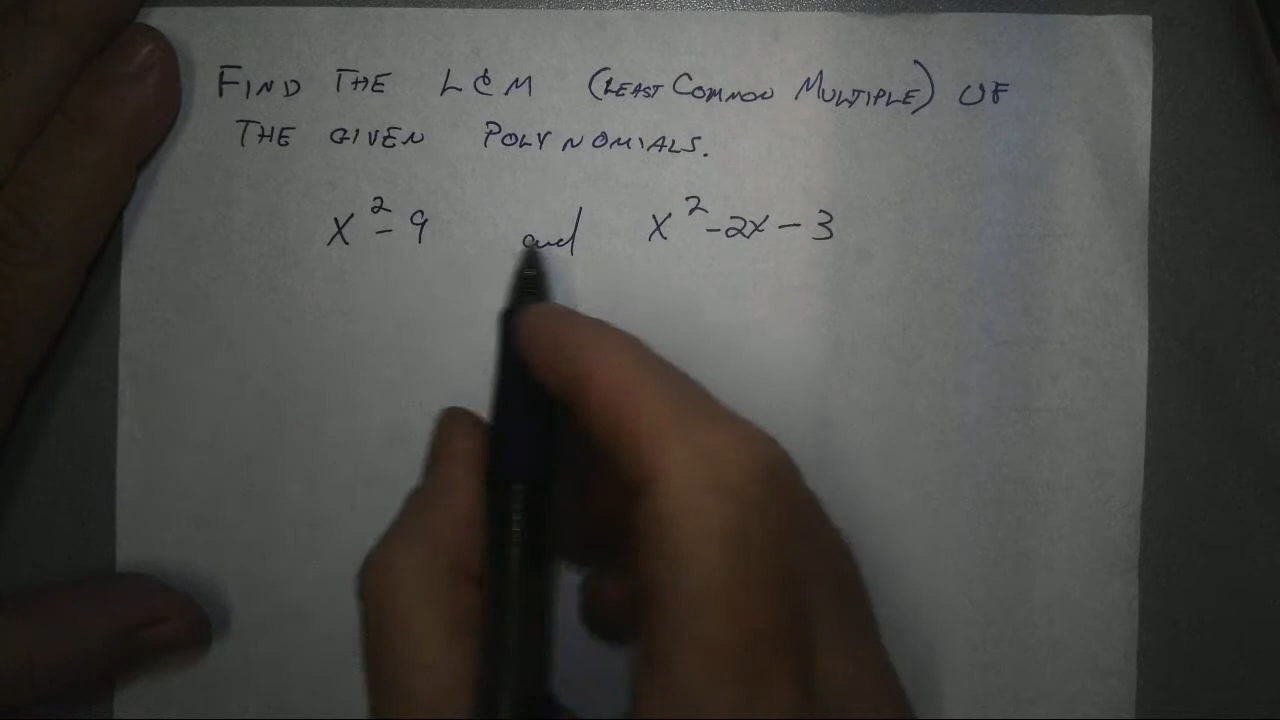 FIND THE LCM (LEAST COMMON MULTIPLE) OF
THE GIVEN POLYNOMIALS.
x² - 9 and x² - 2x - 3